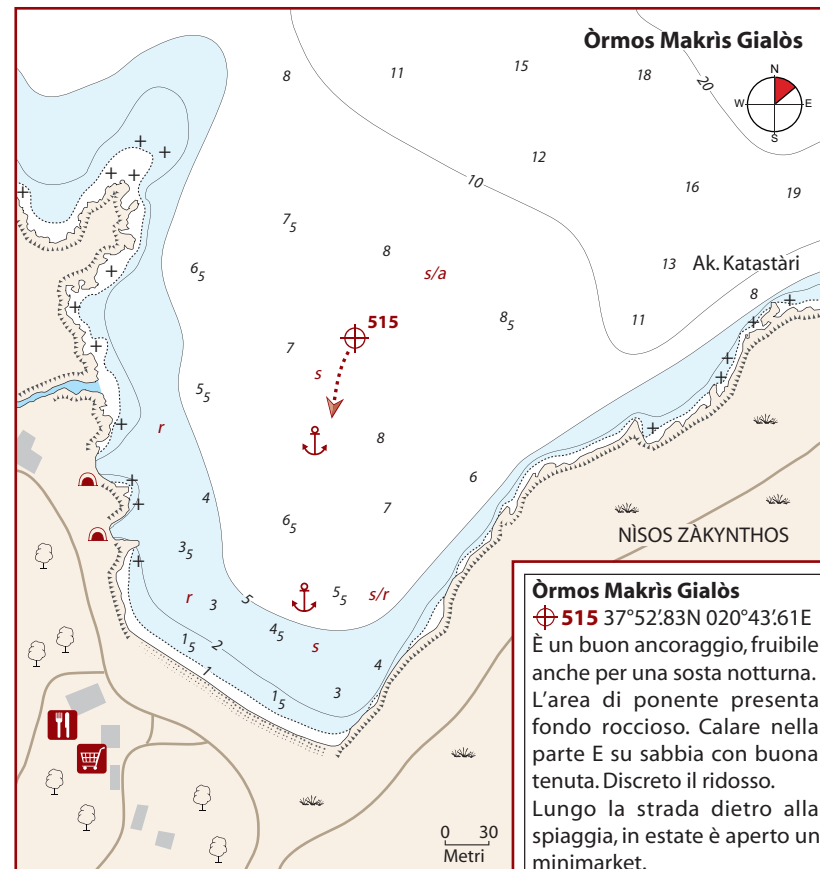 Òrmos Makrìs Gialòs
N
W E
S
8 11 15 18 20
12
10
16 19
7₅
8
6₅
s/a
13 Ak. Katastàri
8
515
8₅
11
7
s
5₅
r
8
6
4
7
6₅
NÌSOS ZÀKYNTHOS
3₅
r 3 5
5₅ s/r
4₅
s
2
1₅
1
4
1₅ 3
0 30
Metri
Òrmos Makrìs Gialòs
515 37°52'.83N 020°43'.61E
È un buon ancoraggio, fruibile
anche per una sosta notturna.
L'area di ponente presenta
fondo roccioso. Calare nella
parte E su sabbia con buona
tenuta. Discreto il ridosso.
Lungo la strada dietro alla
spiaggia, in estate è aperto un
minimarket.